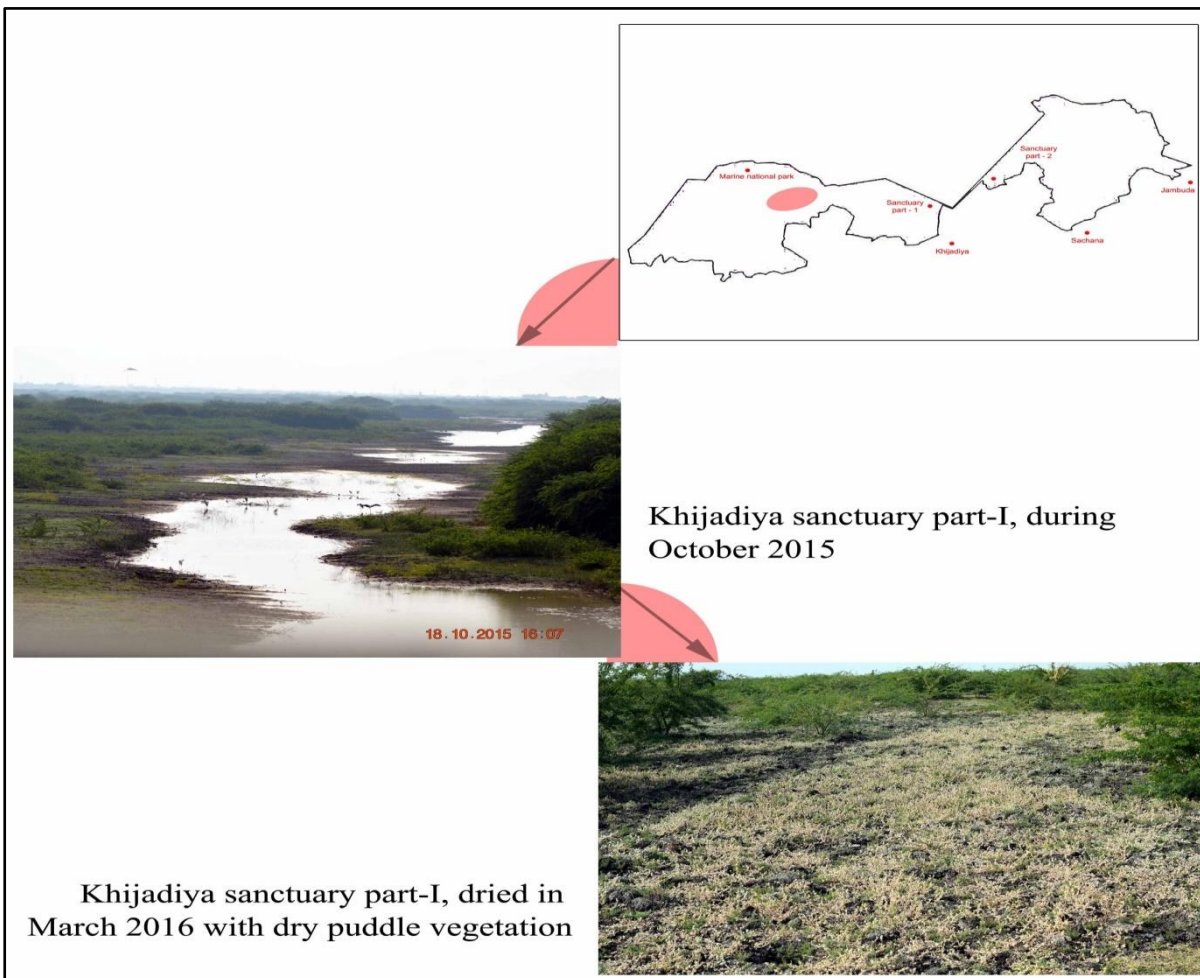 Marine national park
Sanctuary
part - 2
Jambuda
Sanctuary
part - 1
Sachana
Khijadiya
Khijadiya sanctuary part-I, during
October 2015
18.10.2015 16:07
Khijadiya sanctuary part-I, dried in
March 2016 with dry puddle vegetation